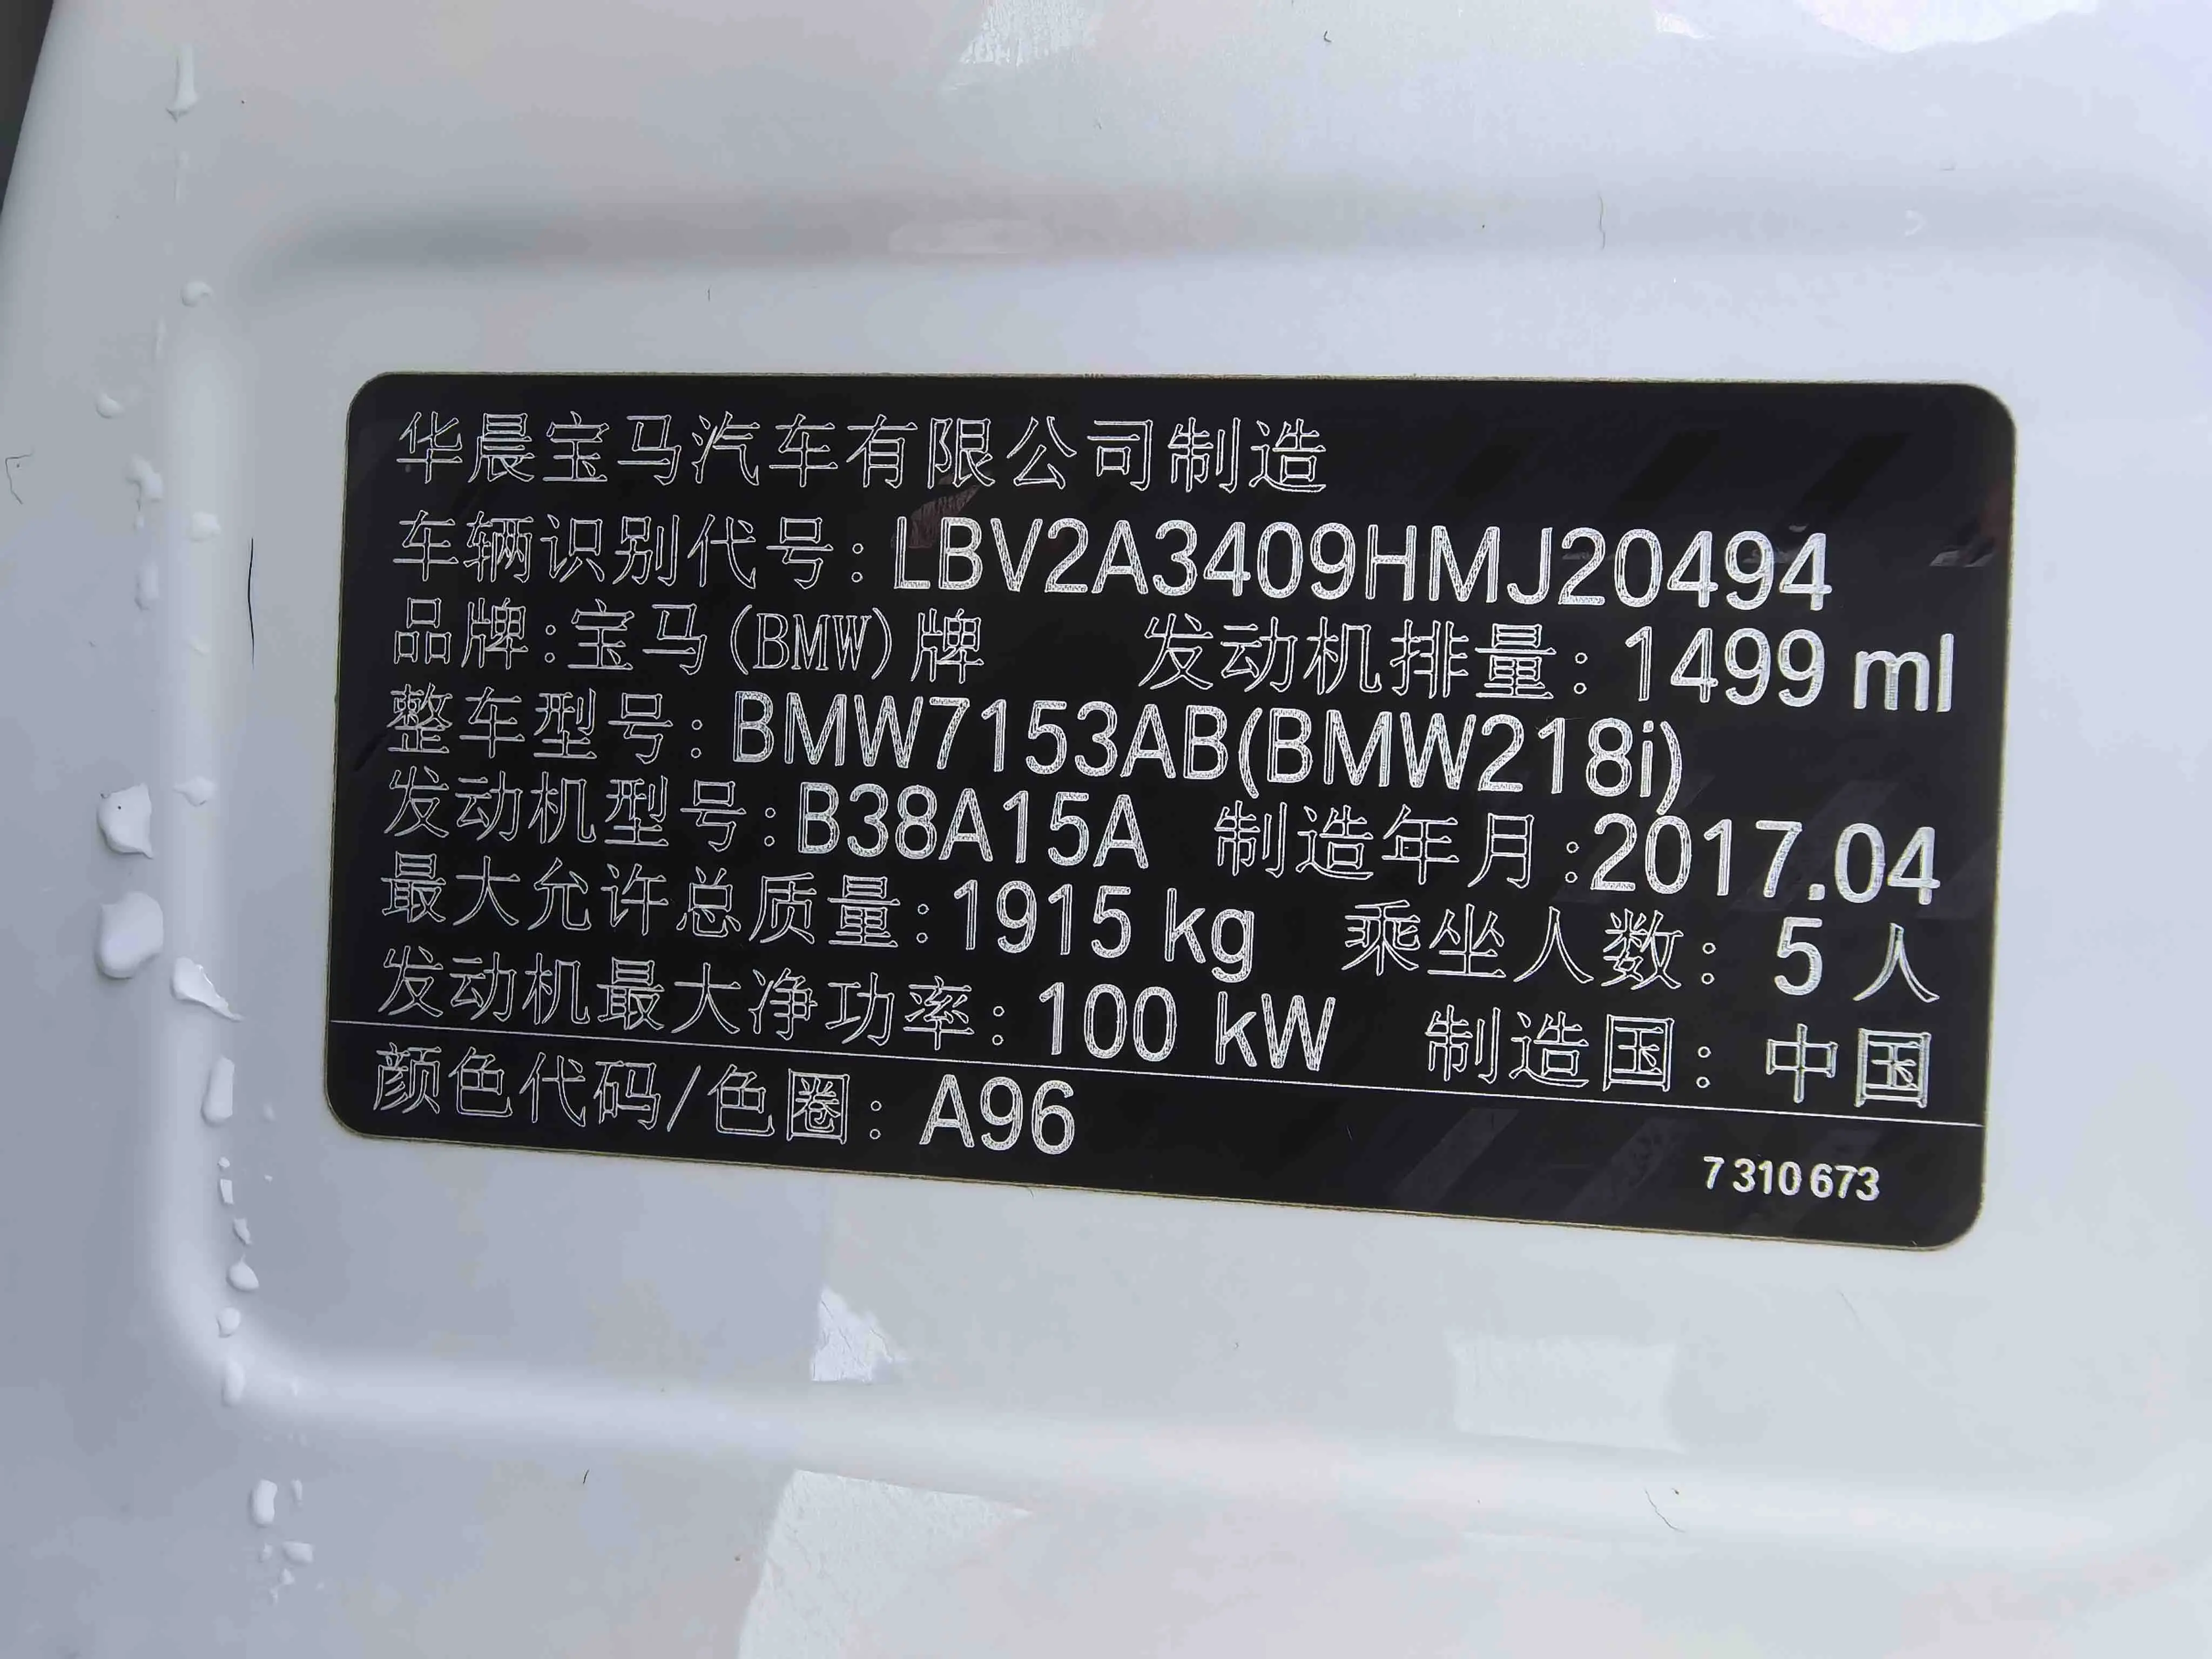 华晨宝马汽车有限公司制造
车辆识别代号：LBV2A3409HMJ20494
品牌：宝马(BMW)牌 发动机排量：1499 ml
整车型号：BMW7153AB(BMW218i)
发动机型号：B38A15A 制造年月：2017.04
最大允许总质量：1915 kg 乘坐人数：5 人
发动机最大净功率：100 kW 制造国：中国
颜色代码/色圈：A96
7 310 673